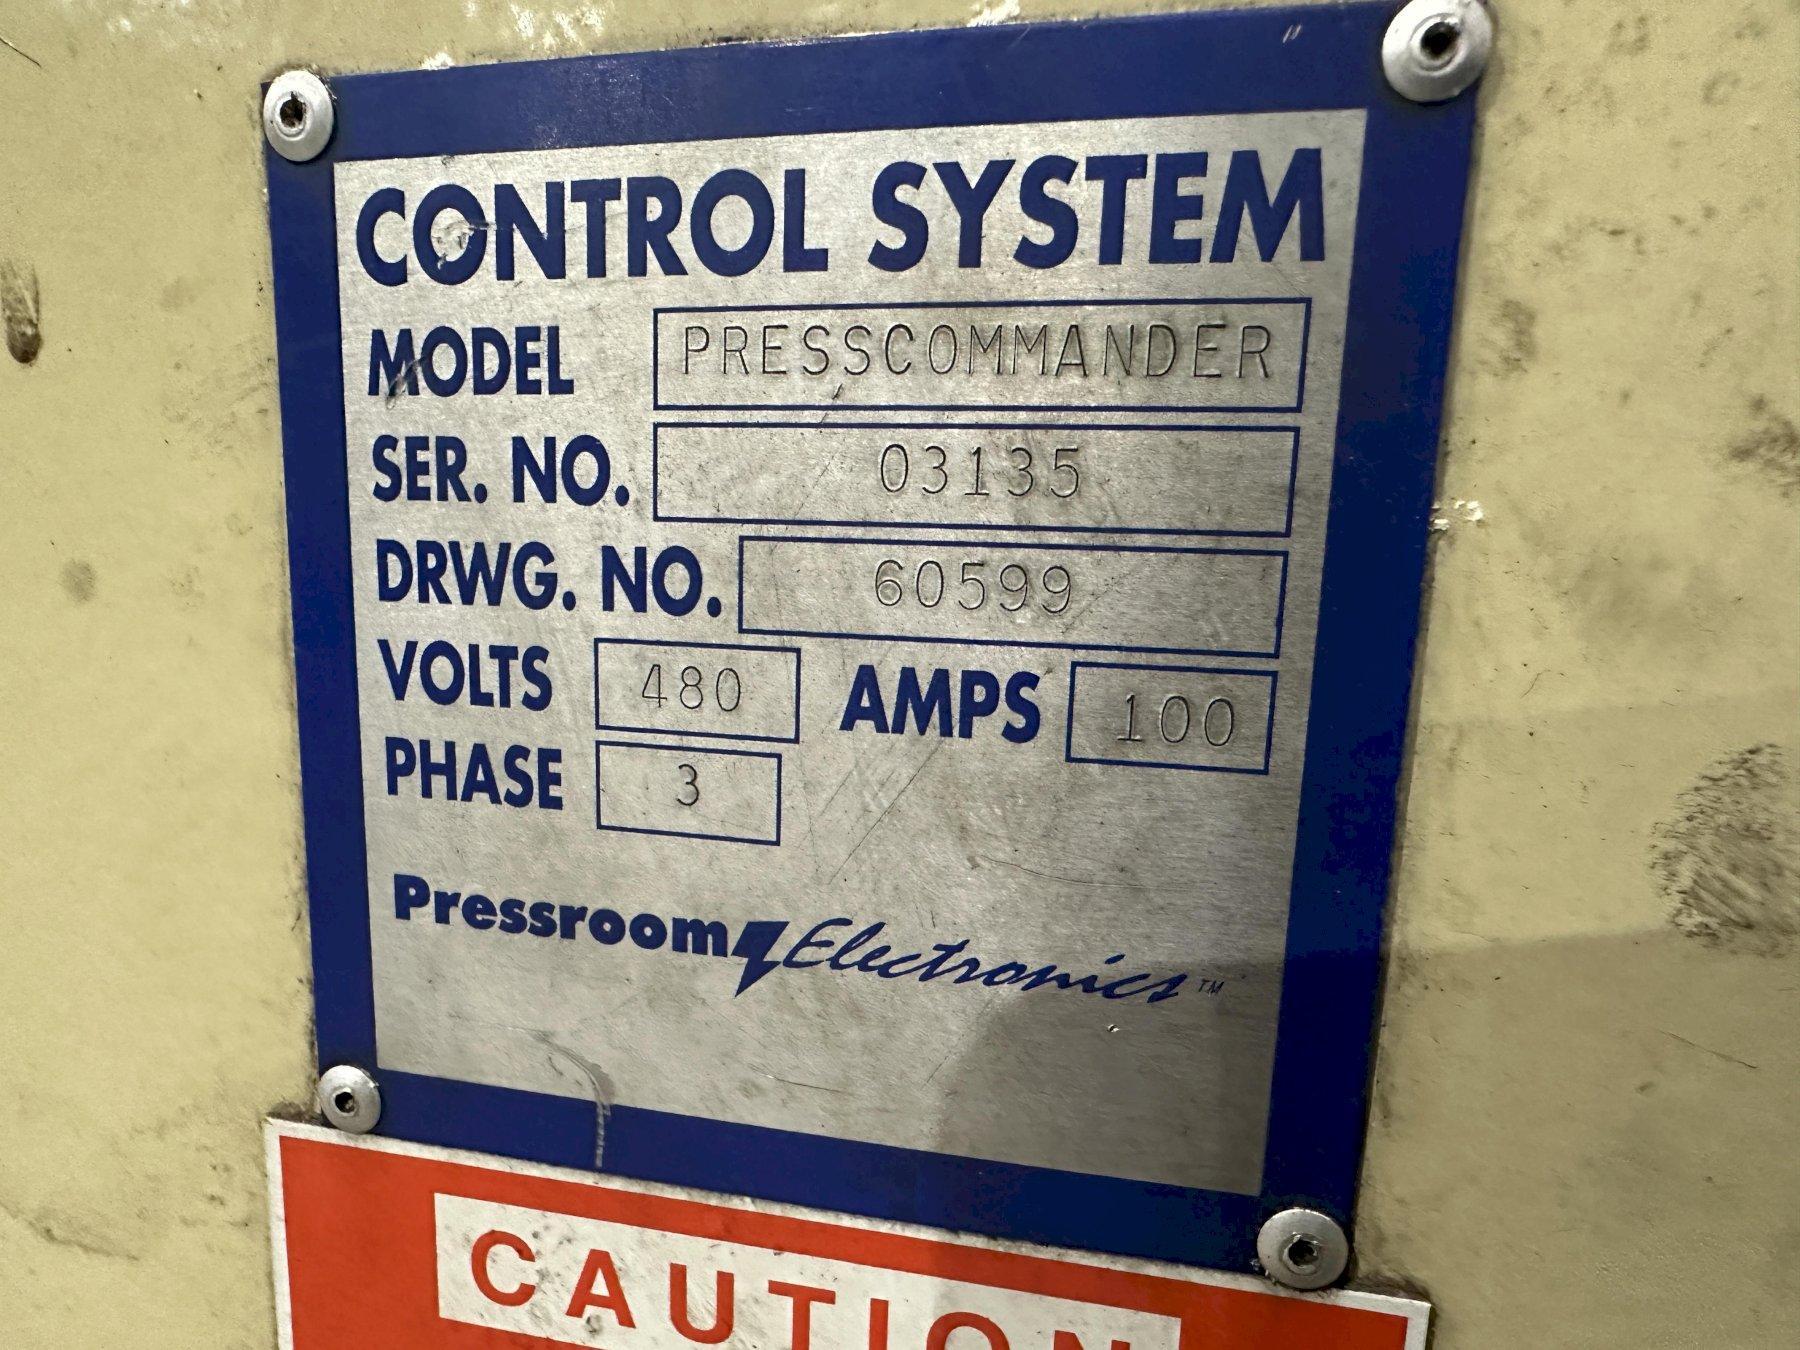 CONTROL SYSTEM
MODEL PRESSCOMMANDER
SER. NO. 03135
DRWG. NO. 60599
VOLTS 480 AMPS 100
PHASE 3
Pressroom Electronics™
CAUTION